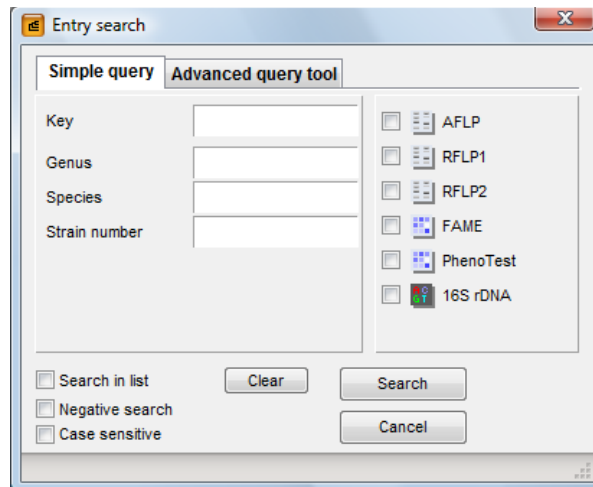 Entry search
Simple query
Advanced query tool
Key
Genus
Species
Strain number
AFLP
RFLP1
RFLP2
FAME
PhenoTest
16S rDNA
Search in list
Negative search
Case sensitive
Clear
Search
Cancel